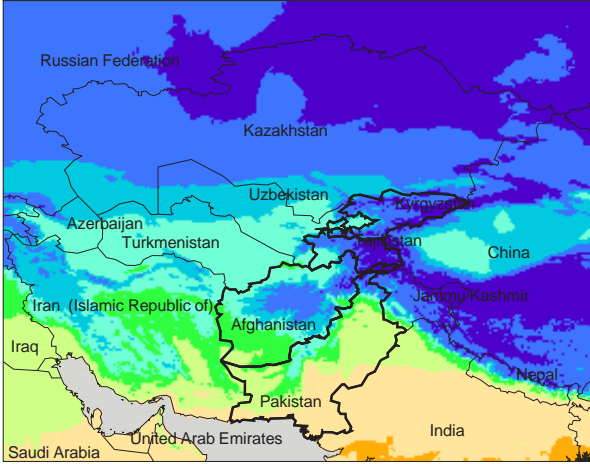 Russian Federation
Kazakhstan
Uzbekistan
Kyrgyzstan
Azerbaijan
Turkmenistan
Tajikistan
China
Iran (Islamic Republic of)
Jammu Kashmir
Afghanistan
Iraq
Nepal
Pakistan
United Arab Emirates
India
Saudi Arabia